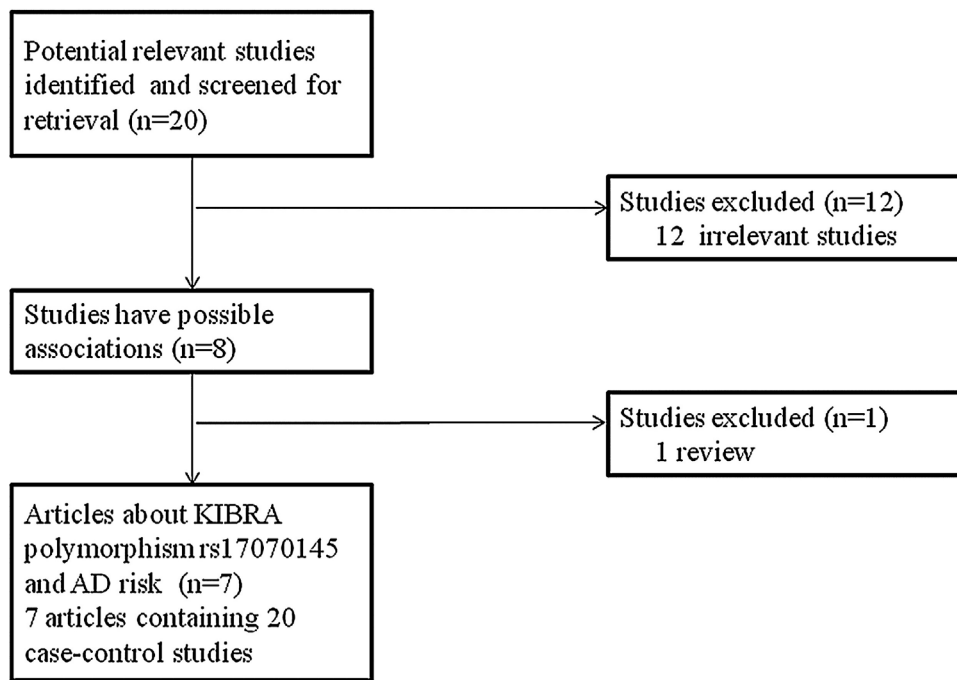 Potential relevant studies
identified and screened for
retrieval (n=20)
Studies excluded (n=12)
12 irrelevant studies
Studies have possible
associations (n=8)
Studies excluded (n=1)
1 review
Articles about KIBRA
polymorphism rs17070145
and AD risk (n=7)
7 articles containing 20
case-control studies